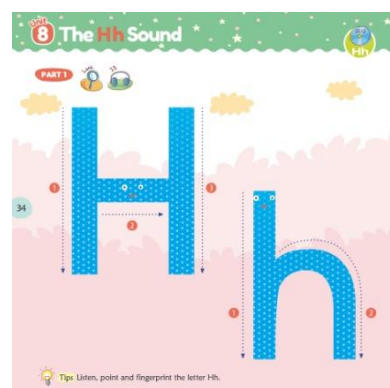 Unit
8 The Hh Sound
Hh
PART 1
H
1
2
3
34
h
1
2
Tips Listen, point and fingerprint the letter Hh.